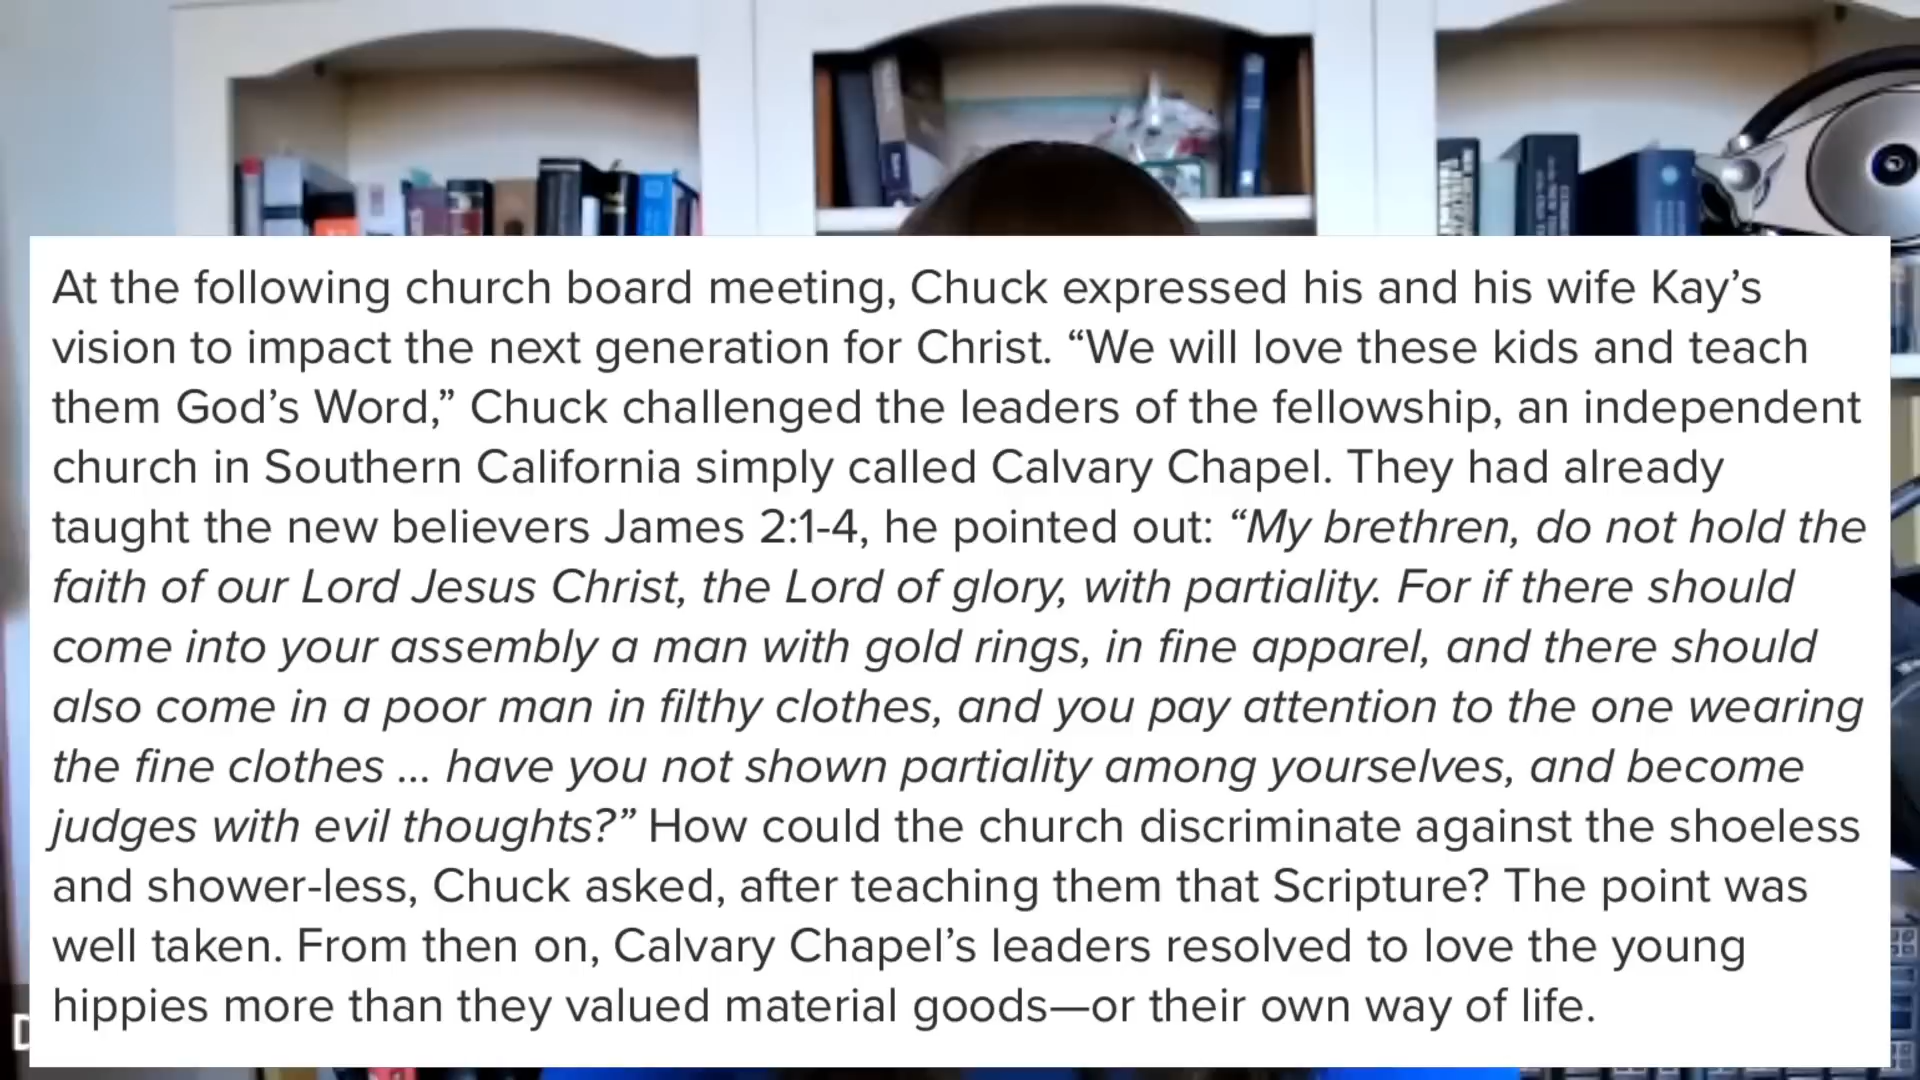 At the following church board meeting, Chuck expressed his and his wife Kay’s
vision to impact the next generation for Christ. “We will love these kids and teach
them God’s Word,” Chuck challenged the leaders of the fellowship, an independent
church in Southern California simply called Calvary Chapel. They had already
taught the new believers James 2:1-4, he pointed out: “My brethren, do not hold the
faith of our Lord Jesus Christ, the Lord of glory, with partiality. For if there should
come into your assembly a man with gold rings, in fine apparel, and there should
also come in a poor man in filthy clothes, and you pay attention to the one wearing
the fine clothes ... have you not shown partiality among yourselves, and become
judges with evil thoughts?” How could the church discriminate against the shoeless
and shower-less, Chuck asked, after teaching them that Scripture? The point was
well taken. From then on, Calvary Chapel’s leaders resolved to love the young
hippies more than they valued material goods—or their own way of life.